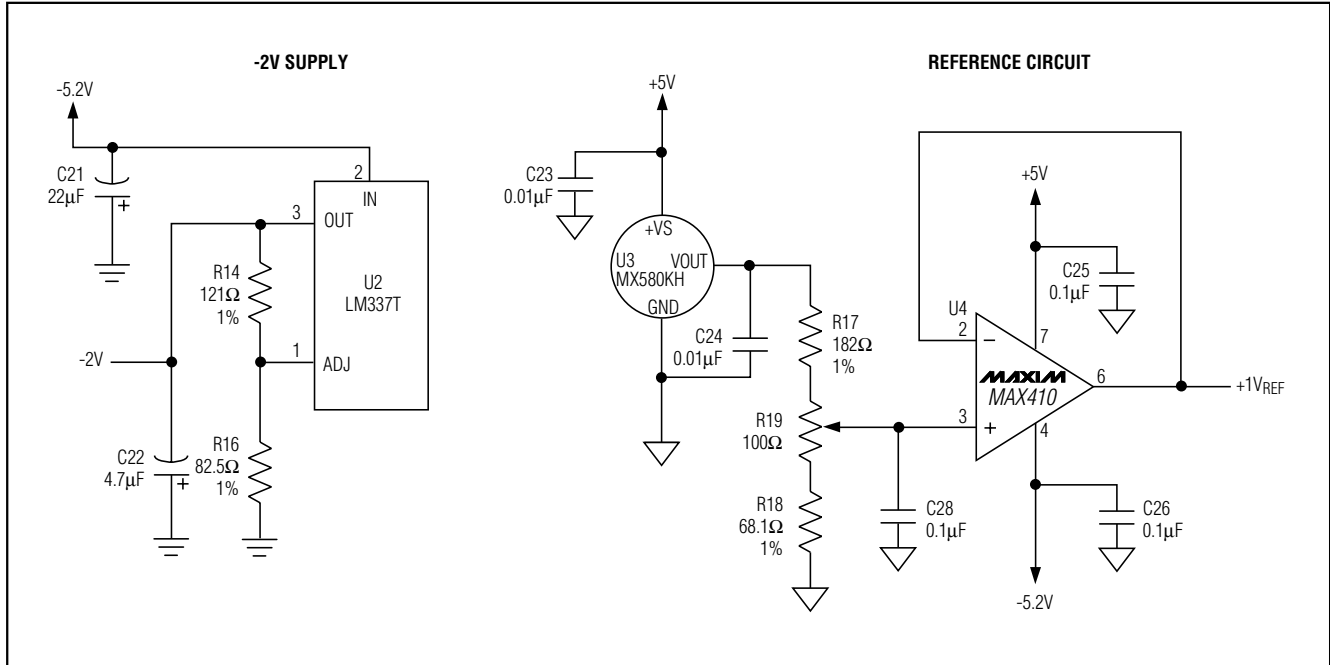 -2V SUPPLY
-5.2V
C21
22µF
+
2
IN
3
OUT
R14
121Ω
1%
U2
LM337T
-2V
1
ADJ
C22
4.7µF
+
R16
82.5Ω
1%
REFERENCE CIRCUIT
+5V
C23
0.01µF
+VS
U3
MX580KH
VOUT
GND
C24
0.01µF
R17
182Ω
1%
R19
100Ω
R18
68.1Ω
1%
C28
0.1µF
+5V
C25
0.1µF
U4
2
−
7
MAXIM
MAX410
6
+1VREF
3
+
4
C26
0.1µF
-5.2V